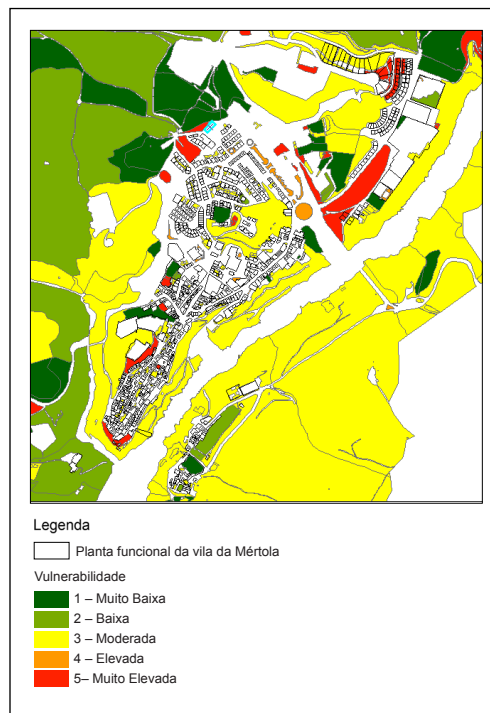 Legenda
Planta funcional da vila da Mértola
Vulnerabilidade
1 – Muito Baixa
2 – Baixa
3 – Moderada
4 – Elevada
5– Muito Elevada